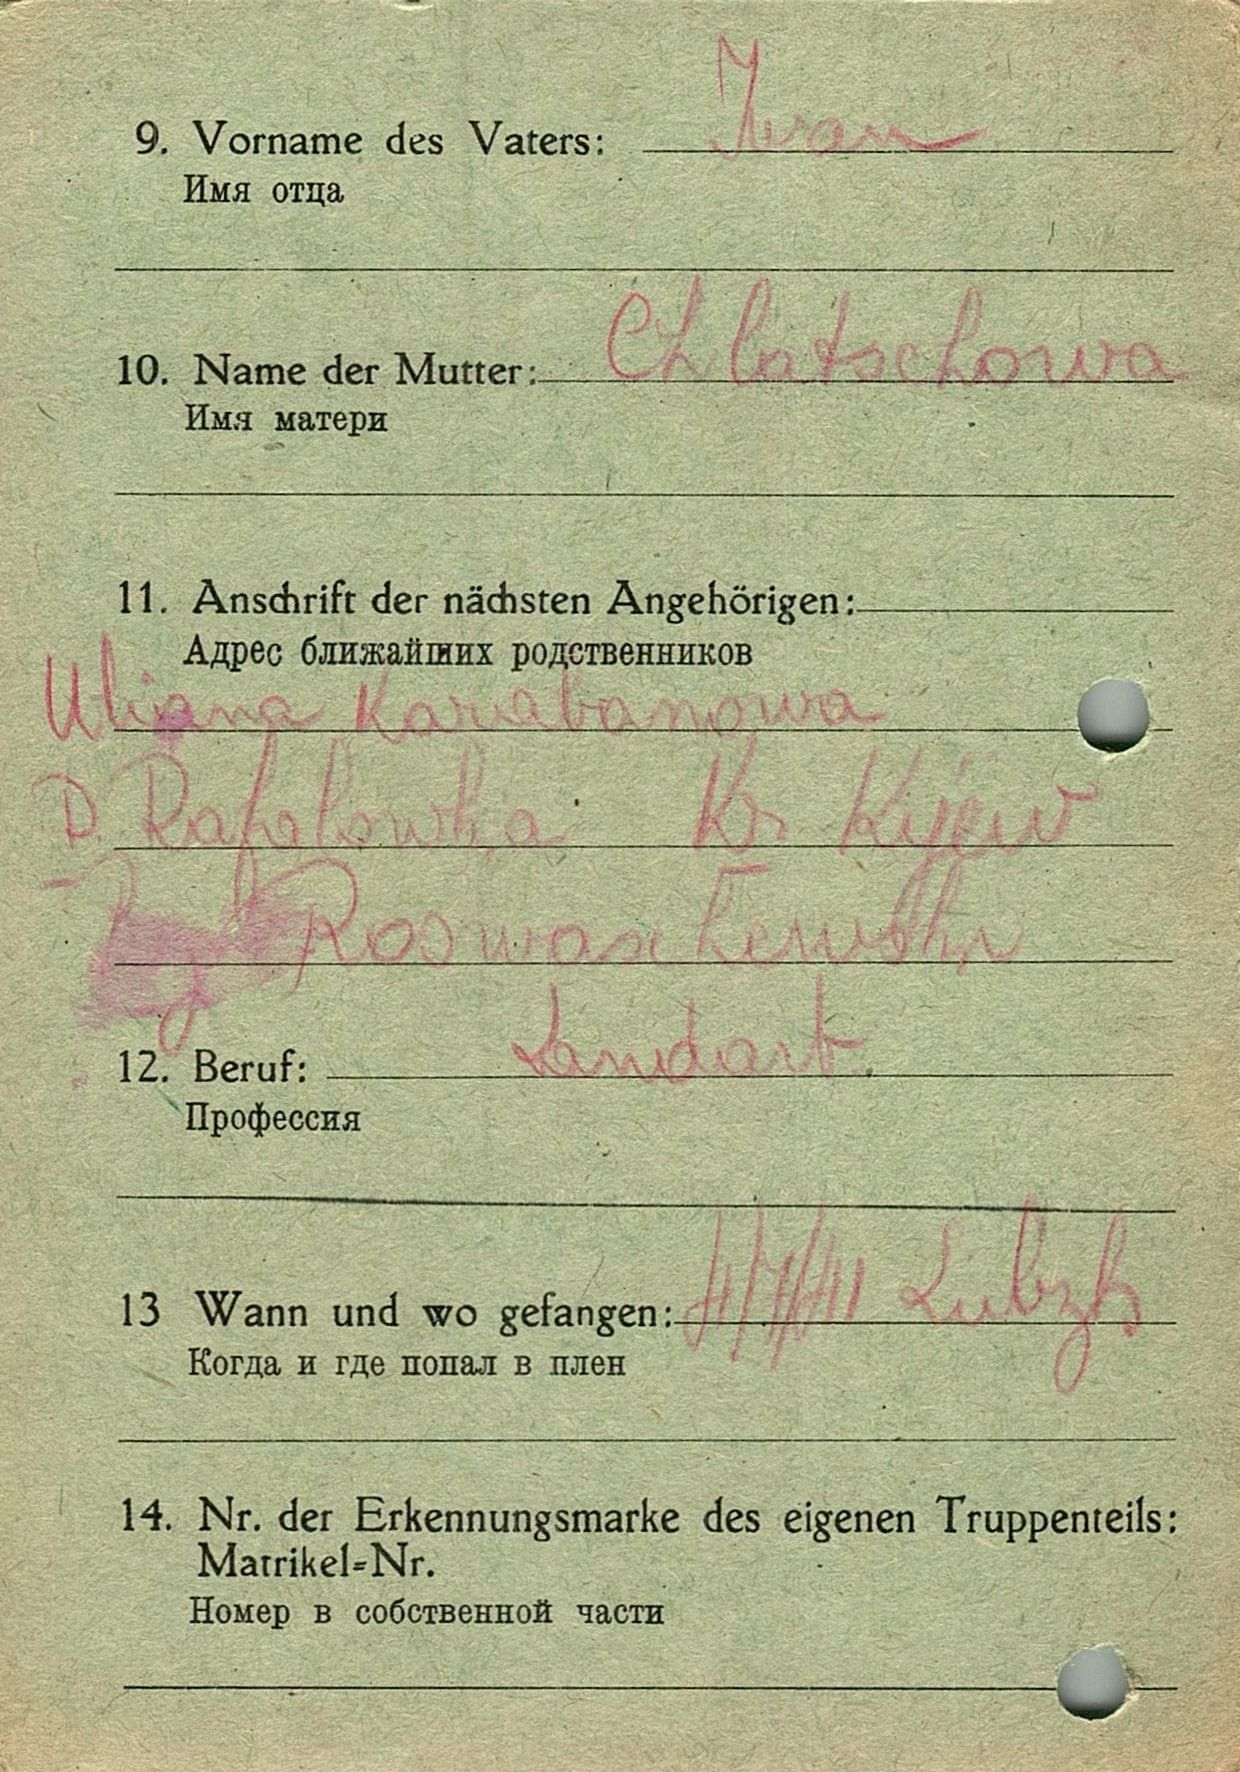 9. Vorname des Vaters: Iwan
Имя отца
10. Name der Mutter: Chlatschowa
Имя матери
11. Anschrift der nächsten Angehörigen:
Адрес ближайших родственников
Uliana Karabanowa
D Rafalowka Kr Kijew
Roswaschewski
12. Beruf: Landarb.
Профессия
13 Wann und wo gefangen:
Когда и где попал в плен
14. Nr. der Erkennungsmarke des eigenen Truppenteils:
Matrikel-Nr.
Номер в собственной части